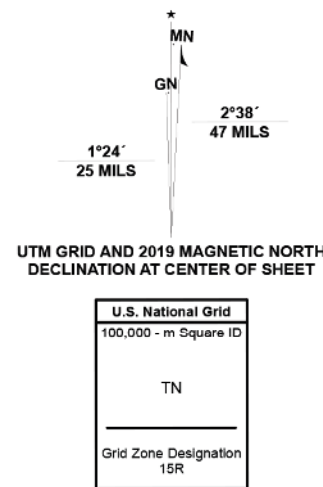 ★
MN
GN
2°38´
47 MILS
1°24´
25 MILS
UTM GRID AND 2019 MAGNETIC NORTH
DECLINATION AT CENTER OF SHEET
U.S. National Grid
100,000 - m Square ID
TN
Grid Zone Designation
15R